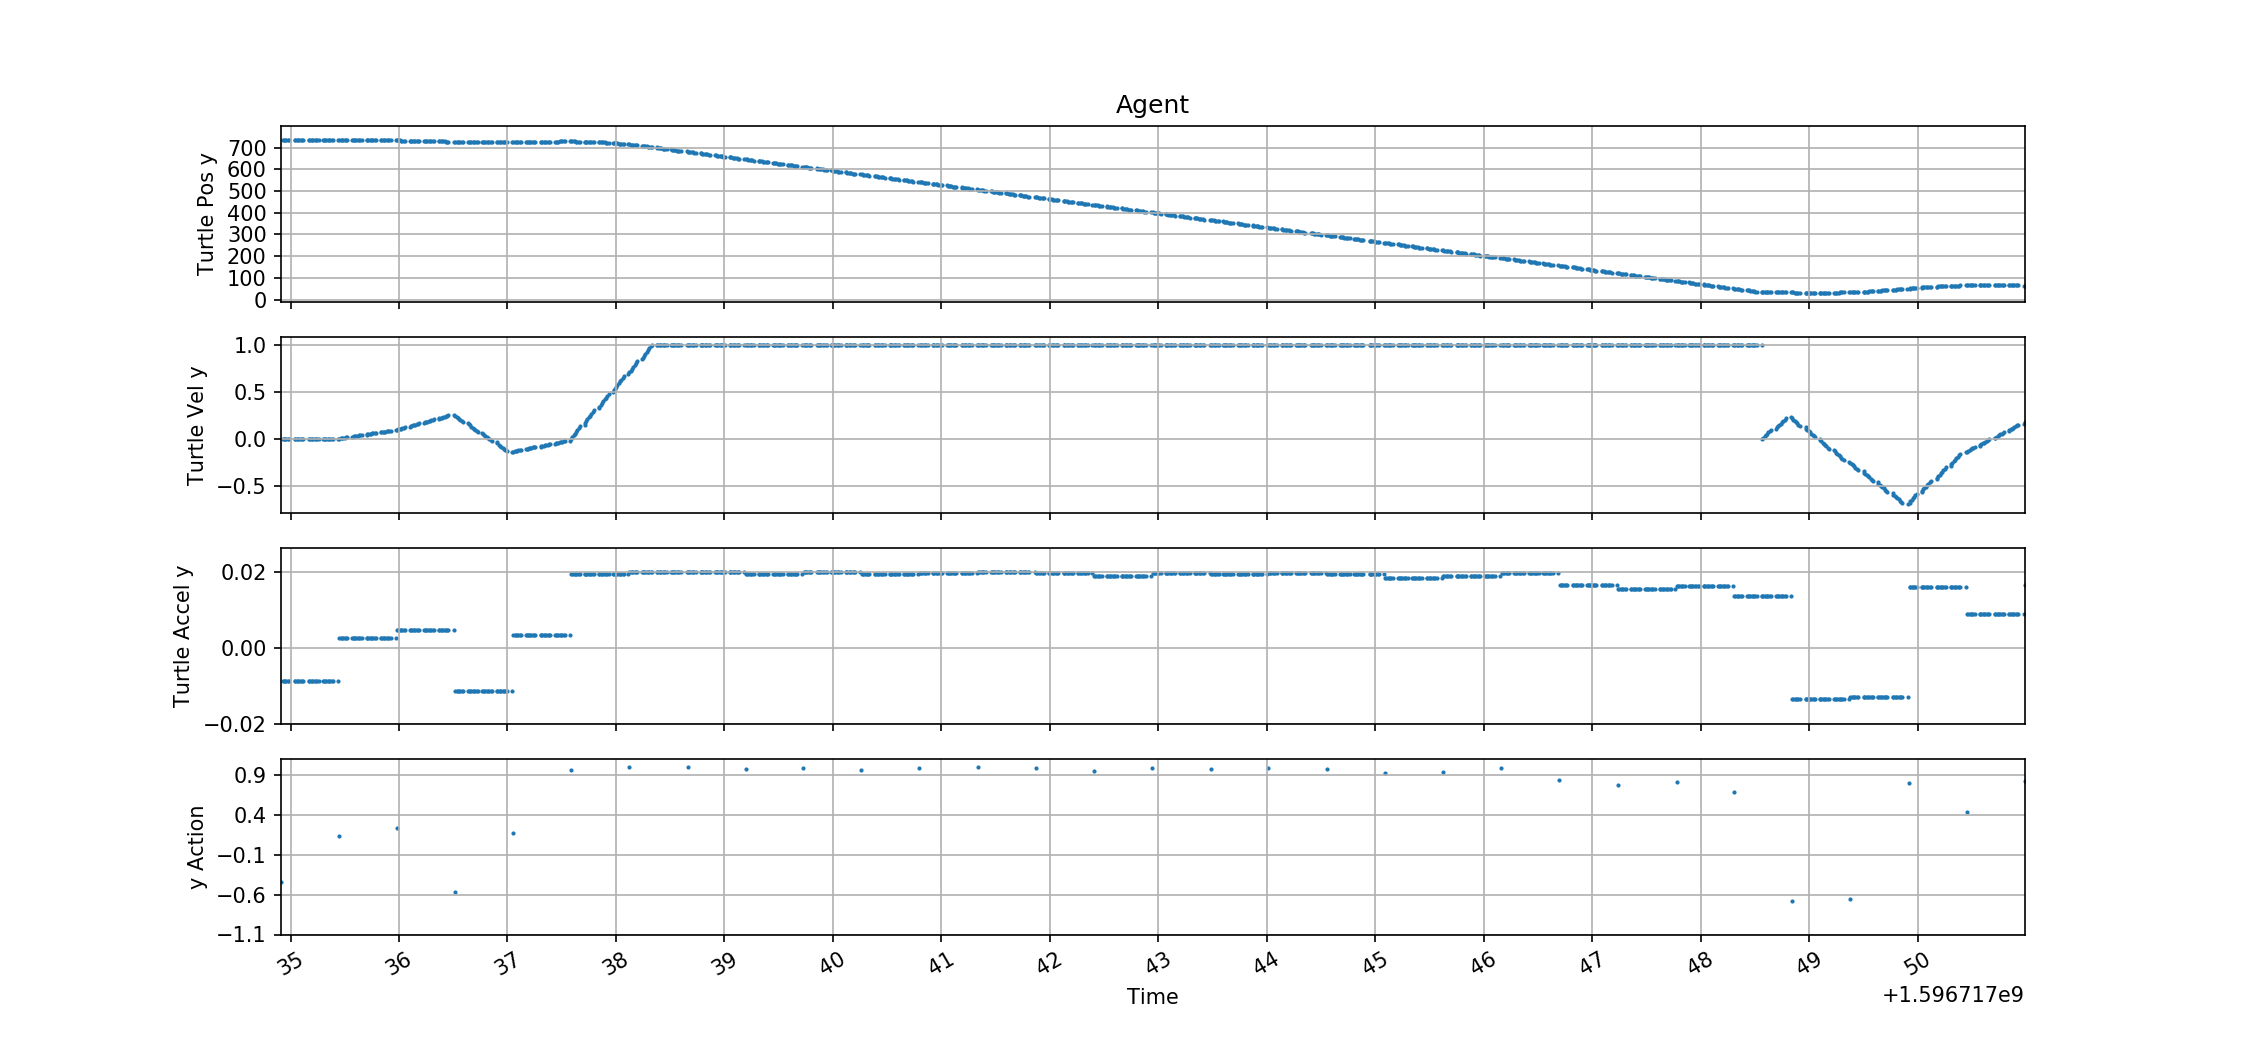 Agent
Turtle Pos y
700
600
500
400
300
200
100
0
Turtle Vel y
1.0
0.5
0.0
−0.5
Turtle Accel y
0.02
0.00
−0.02
y Action
0.9
0.4
−0.1
−0.6
−1.1
35 36 37 38 39 40 41 42 43 44 45 46 47 48 49 50
Time
+1.596717e9